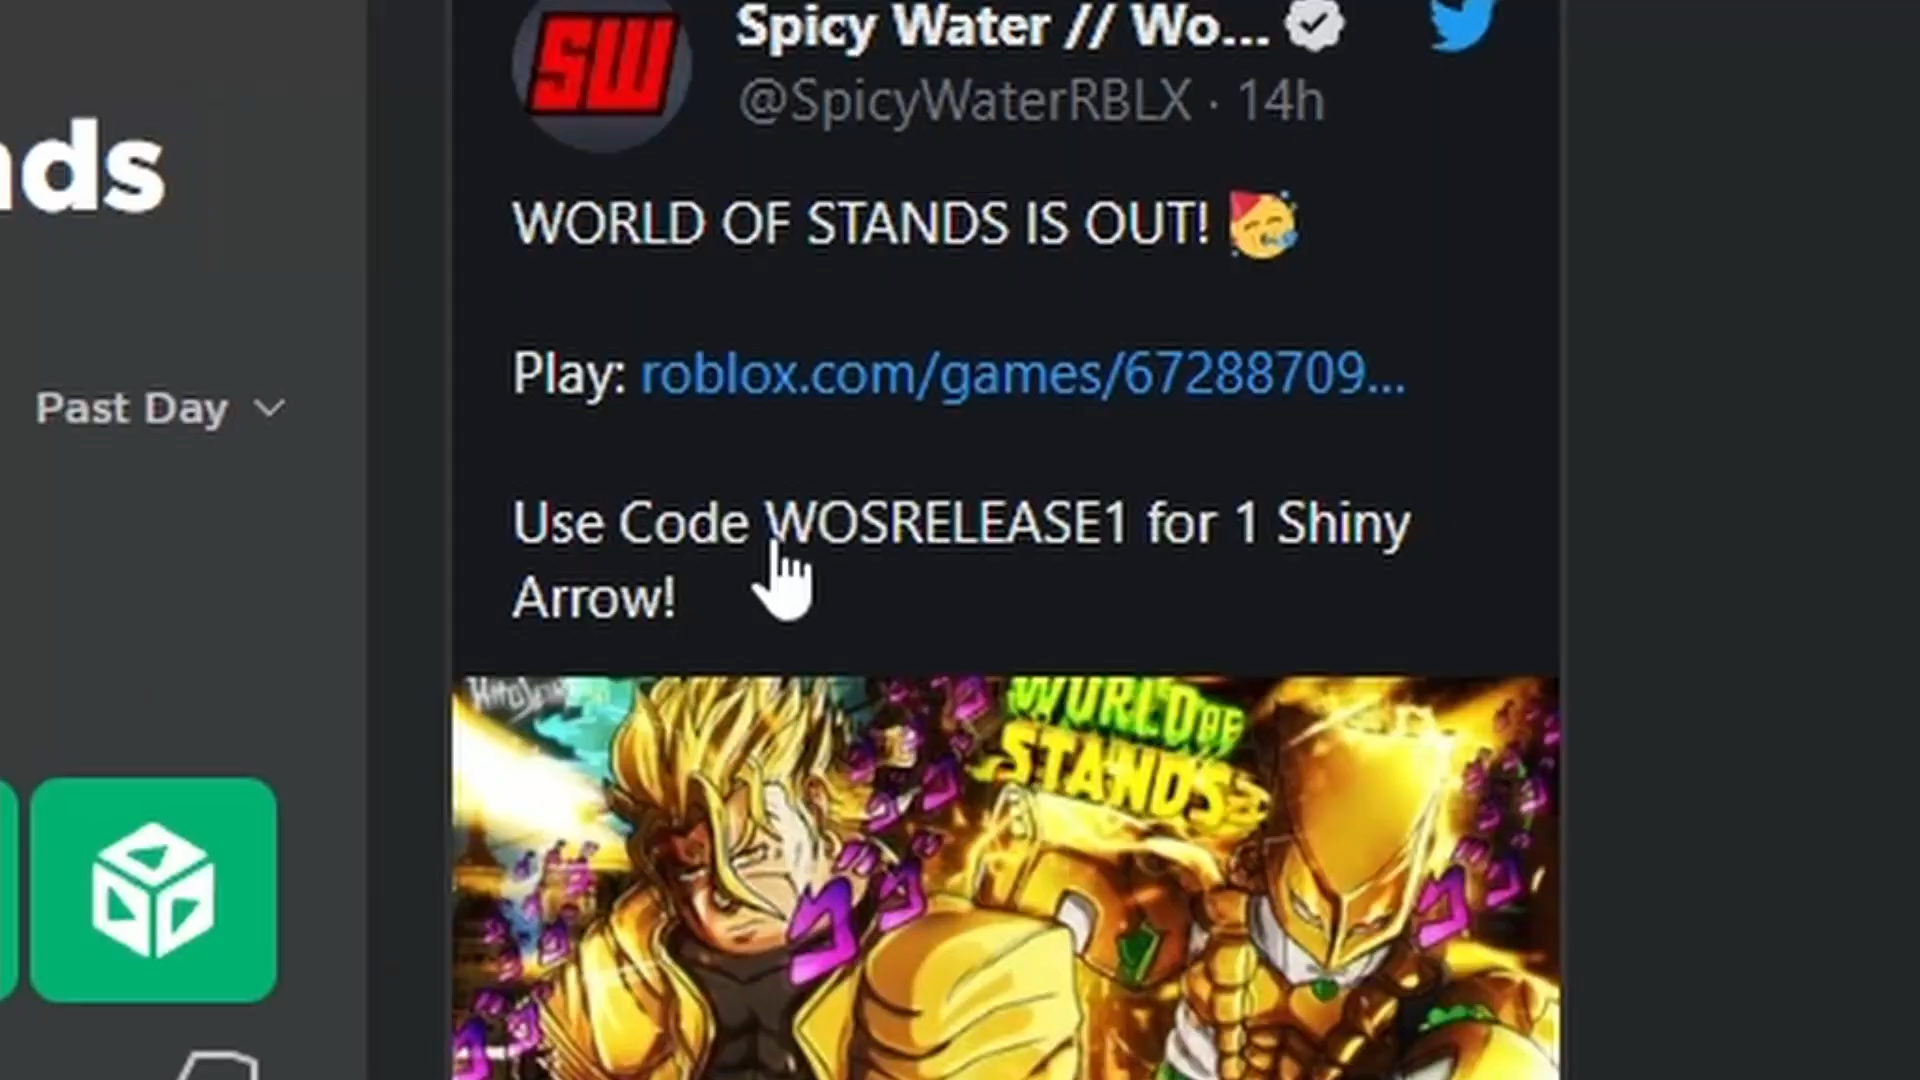 SW
Spicy Water // Wo...
@SpicyWaterRBLX · 14h
nds
WORLD OF STANDS IS OUT! 🥳
Play: roblox.com/games/67288709...
Past Day
Use Code WOSRELEASE1 for 1 Shiny
Arrow!
WORLD OF
STANDS